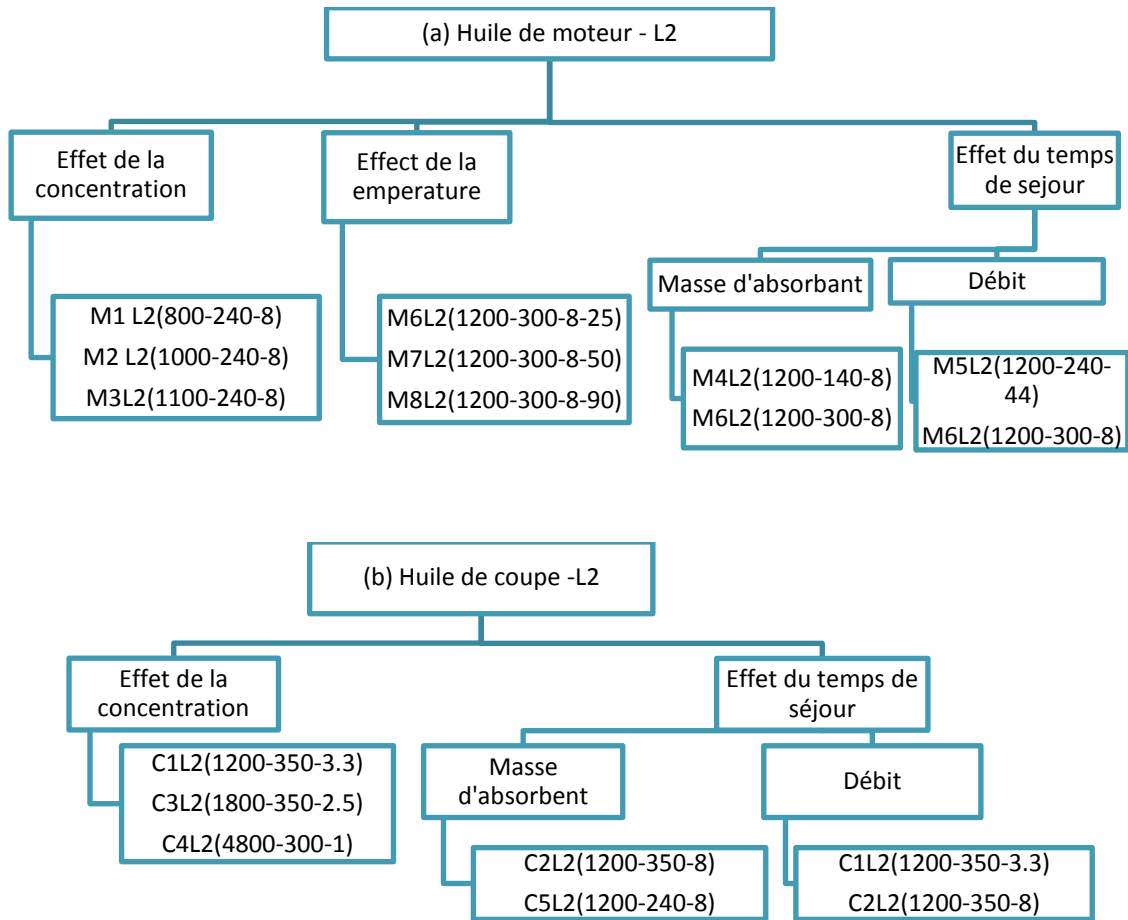 (a) Huile de moteur - L2
Effet de la
concentration
Effect de la
emperature
Effet du temps
de sejour
Masse d'absorbant
Débit
M1 L2(800-240-8)
M2 L2(1000-240-8)
M3L2(1100-240-8)
M6L2(1200-300-8-25)
M7L2(1200-300-8-50)
M8L2(1200-300-8-90)
M4L2(1200-140-8)
M6L2(1200-300-8)
M5L2(1200-240-
44)
M6L2(1200-300-8)
(b) Huile de coupe -L2
Effet de la
concentration
Effet du temps de
séjour
C1L2(1200-350-3.3)
C3L2(1800-350-2.5)
C4L2(4800-300-1)
Masse
d'absorbent
Débit
C2L2(1200-350-8)
C5L2(1200-240-8)
C1L2(1200-350-3.3)
C2L2(1200-350-8)